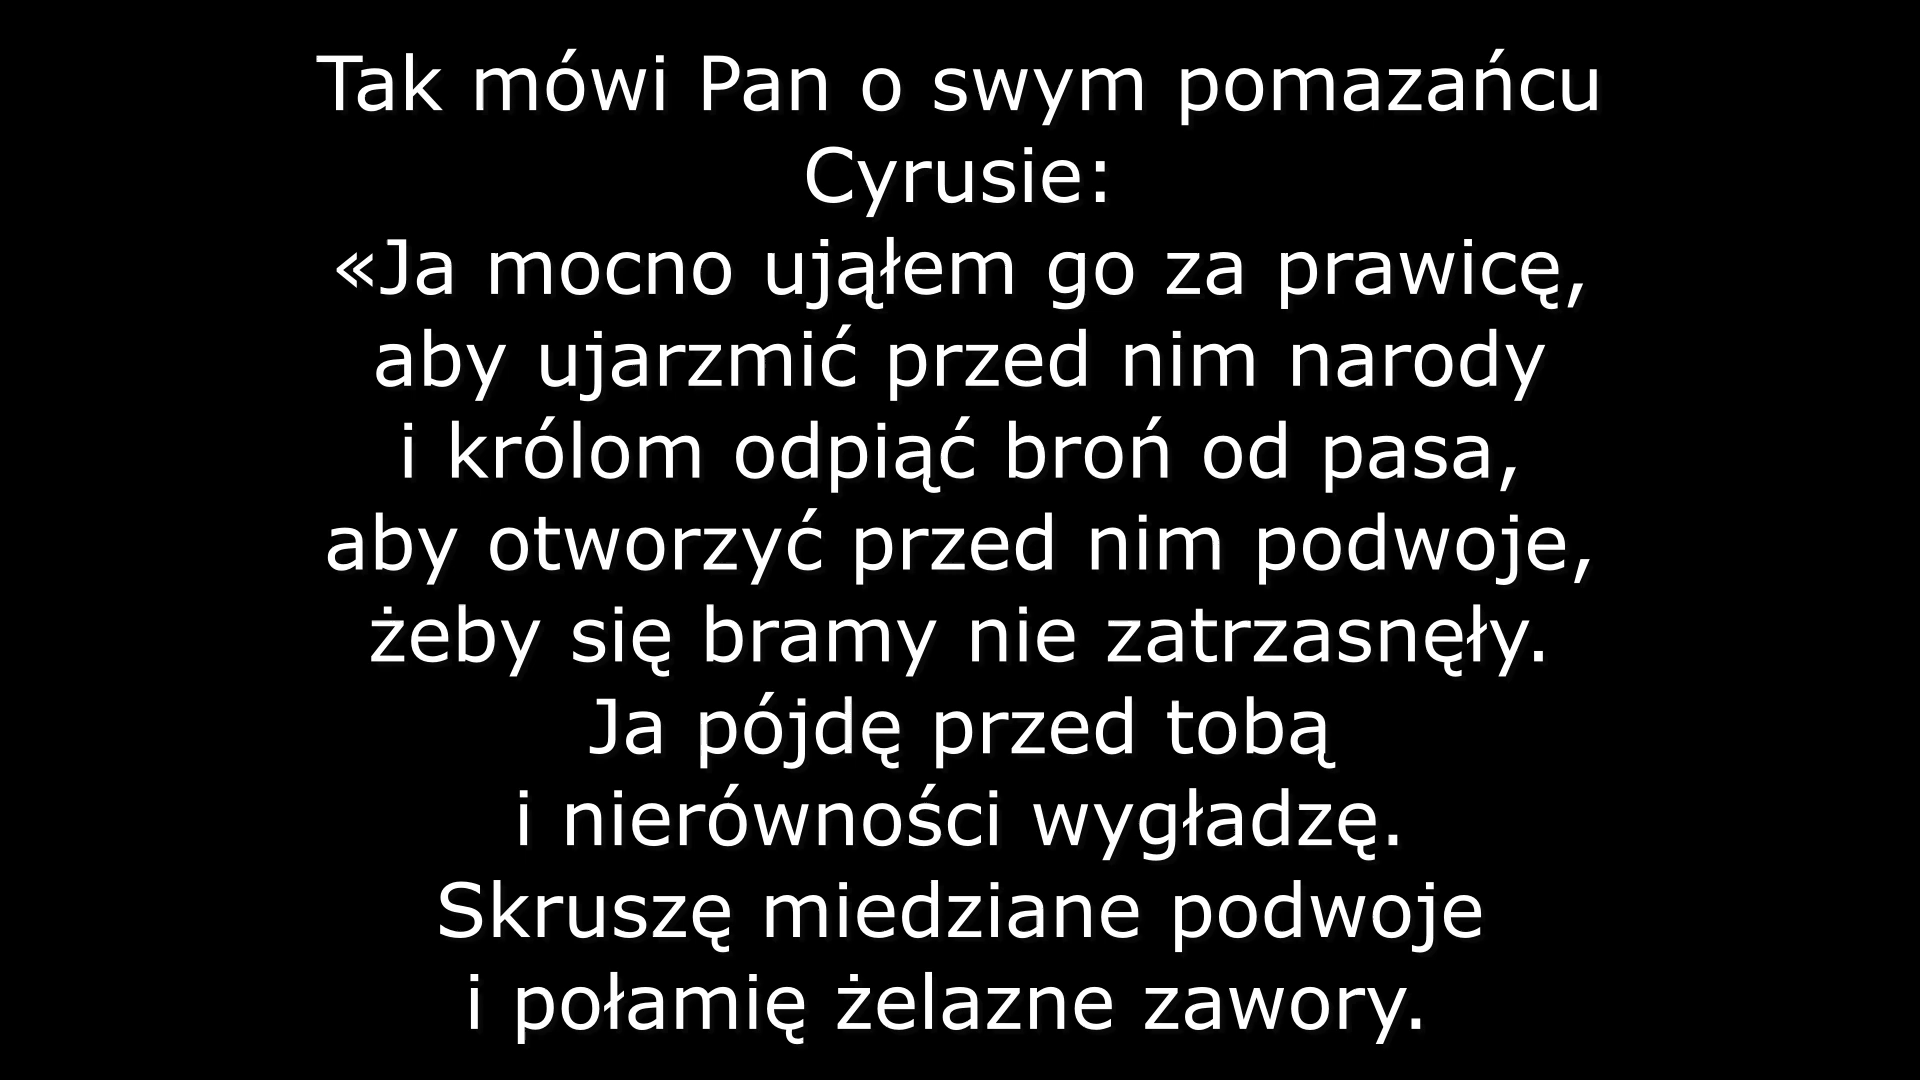 Tak mówi Pan o swym pomazańcu
Cyrusie:
«Ja mocno ująłem go za prawicę,
aby ujarzmić przed nim narody
i królom odpiąć broń od pasa,
aby otworzyć przed nim podwoje,
żeby się bramy nie zatrzasnęły.
Ja pójdę przed tobą
i nierówności wygładzę.
Skruszę miedziane podwoje
i połamię żelazne zawory.